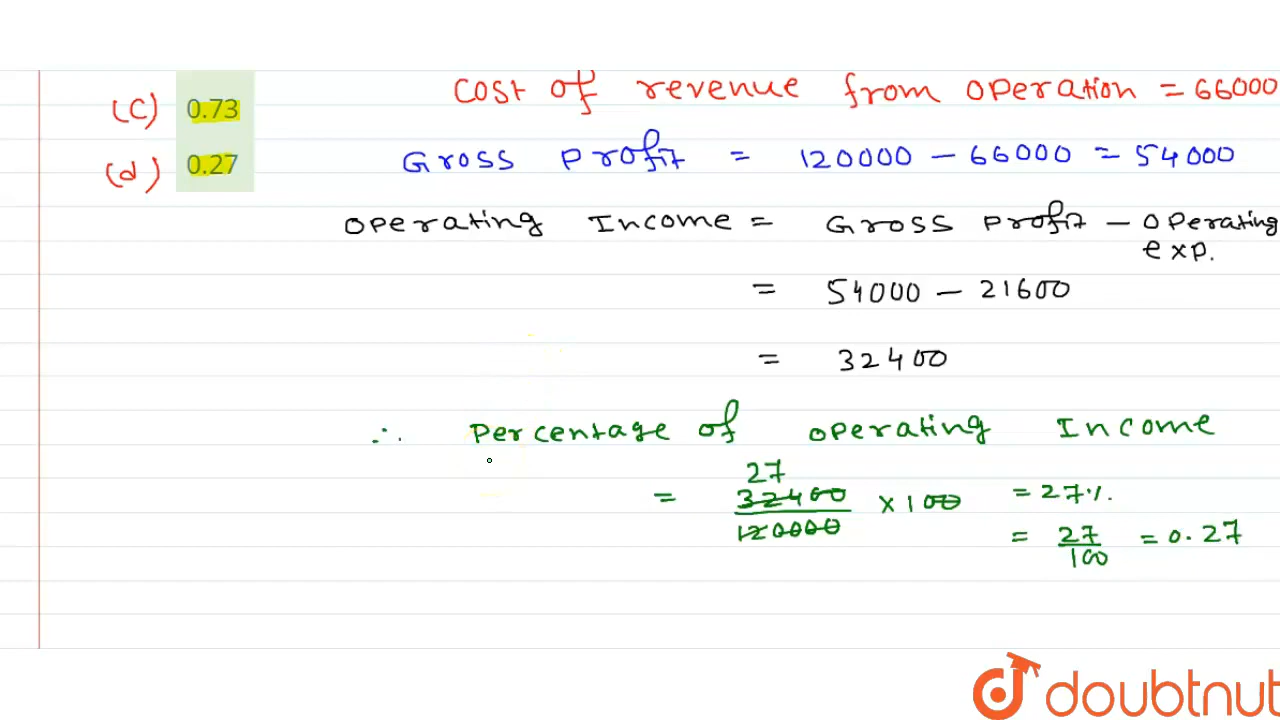 Cost of revenue from operation = 66000
(C) 0.73
Gross Profit = 120000 - 66000 = 54000
(d) 0.27
Operating Income = Gross Profit - Operating
exp.
= 54000 - 21600
= 32400
∴ Percentage of operating Income
27
= 32400/120000 × 100 = 27%
= 27/100 = 0.27
doubtnut